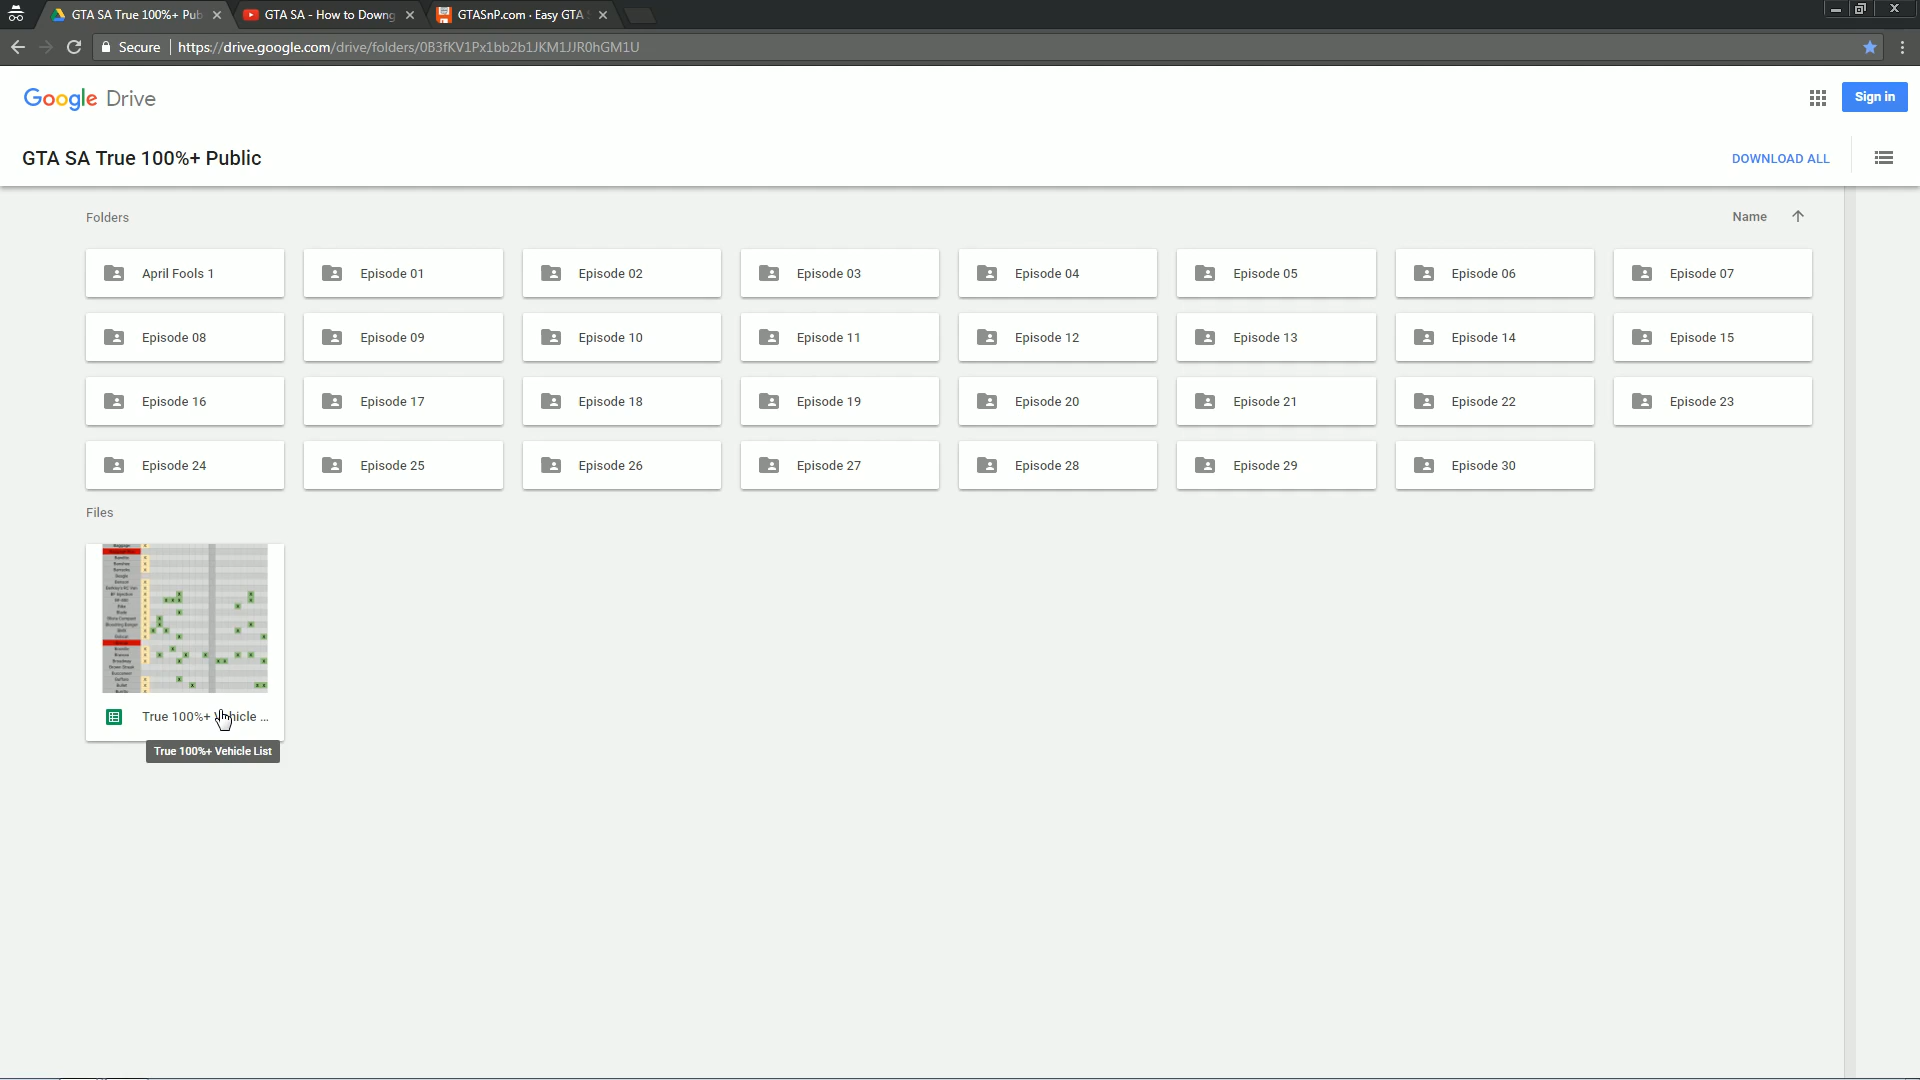 GTA SA True 100%+ Pub
GTA SA - How to Downg
GTASnP.com · Easy GTA
Secure
https://drive.google.com/drive/folders/0B3fKV1Px1bb2b1JKM1JJR0hGM1U
Google Drive
Sign in
GTA SA True 100%+ Public
DOWNLOAD ALL
Folders
Name
April Fools 1
Episode 01
Episode 02
Episode 03
Episode 04
Episode 05
Episode 06
Episode 07
Episode 08
Episode 09
Episode 10
Episode 11
Episode 12
Episode 13
Episode 14
Episode 15
Episode 16
Episode 17
Episode 18
Episode 19
Episode 20
Episode 21
Episode 22
Episode 23
Episode 24
Episode 25
Episode 26
Episode 27
Episode 28
Episode 29
Episode 30
Files
True 100%+ Vehicle ...
True 100%+ Vehicle List